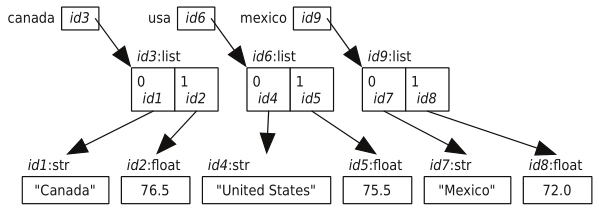 canada id3 usa id6 mexico id9
id3:list id6:list id9:list
0 1 0 1 0 1
id1 id2 id4 id5 id7 id8
id1:str id2:float id4:str id5:float id7:str id8:float
"Canada" 76.5 "United States" 75.5 "Mexico" 72.0